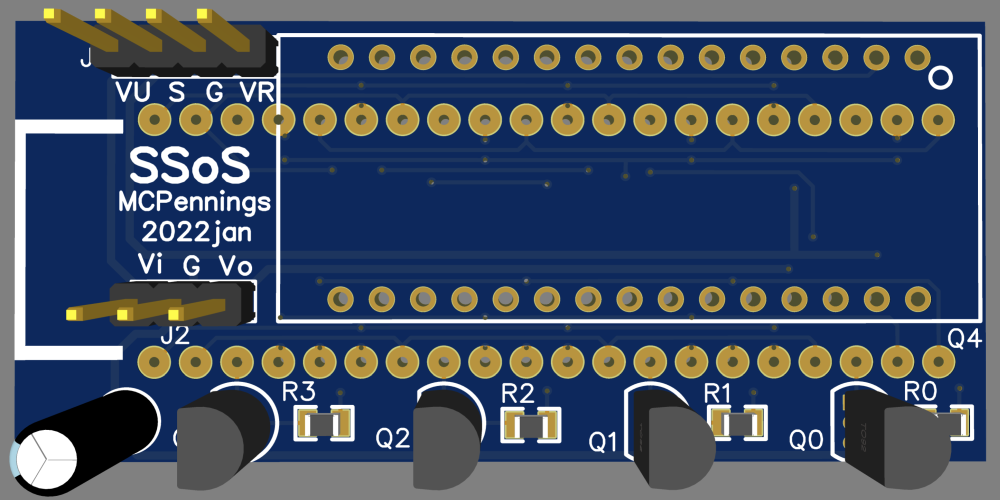 J
VU S G VR
SSoS
MCPennings
2022jan
Vi G Vo
J2
Q4
R3
R2
R1
R0
Q2
Q1
Q0